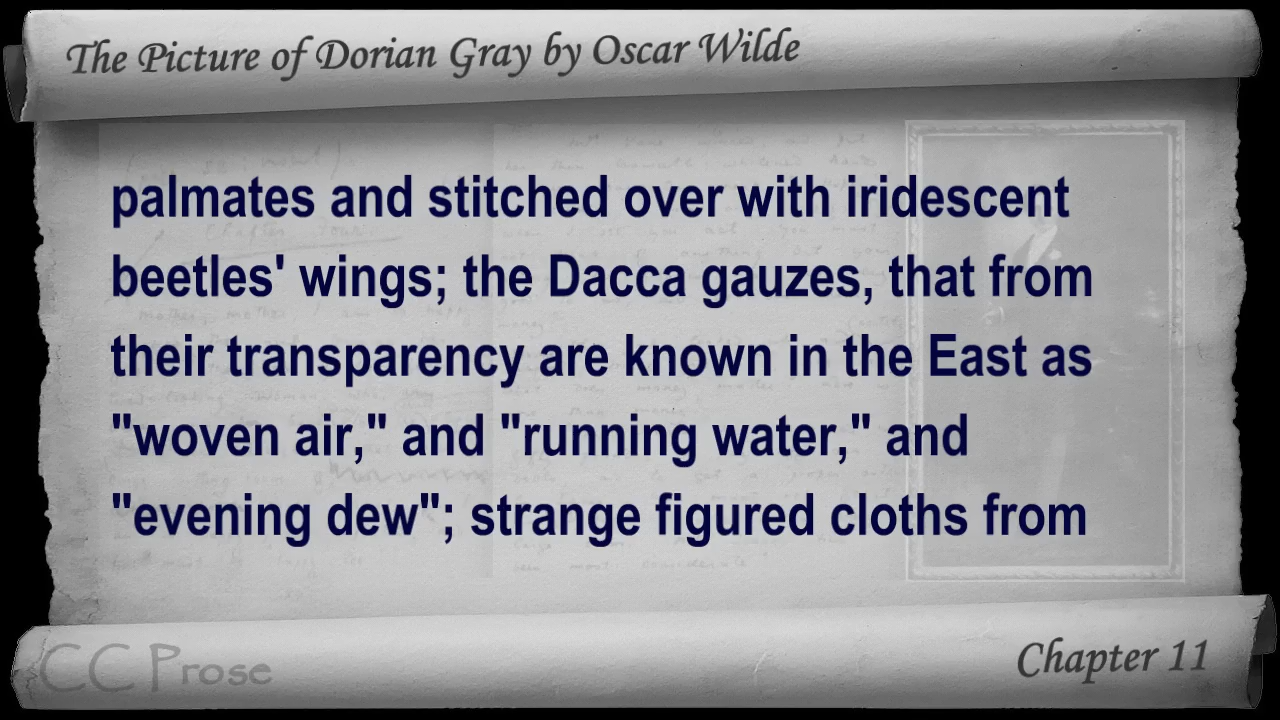 The Picture of Dorian Gray by Oscar Wilde
palmates and stitched over with iridescent
beetles' wings; the Dacca gauzes, that from
their transparency are known in the East as
"woven air," and "running water," and
"evening dew"; strange figured cloths from
CC Prose
Chapter 11